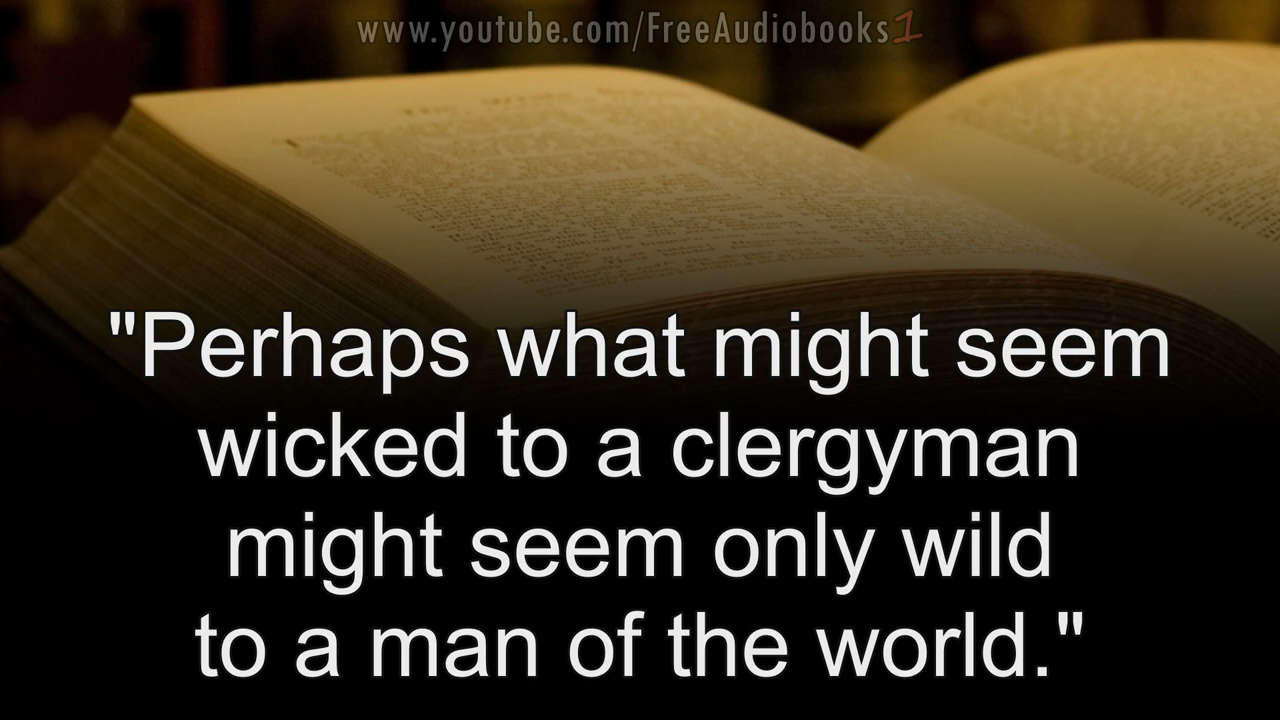 www.youtube.com/FreeAudiobooks1
"Perhaps what might seem
wicked to a clergyman
might seem only wild
to a man of the world."